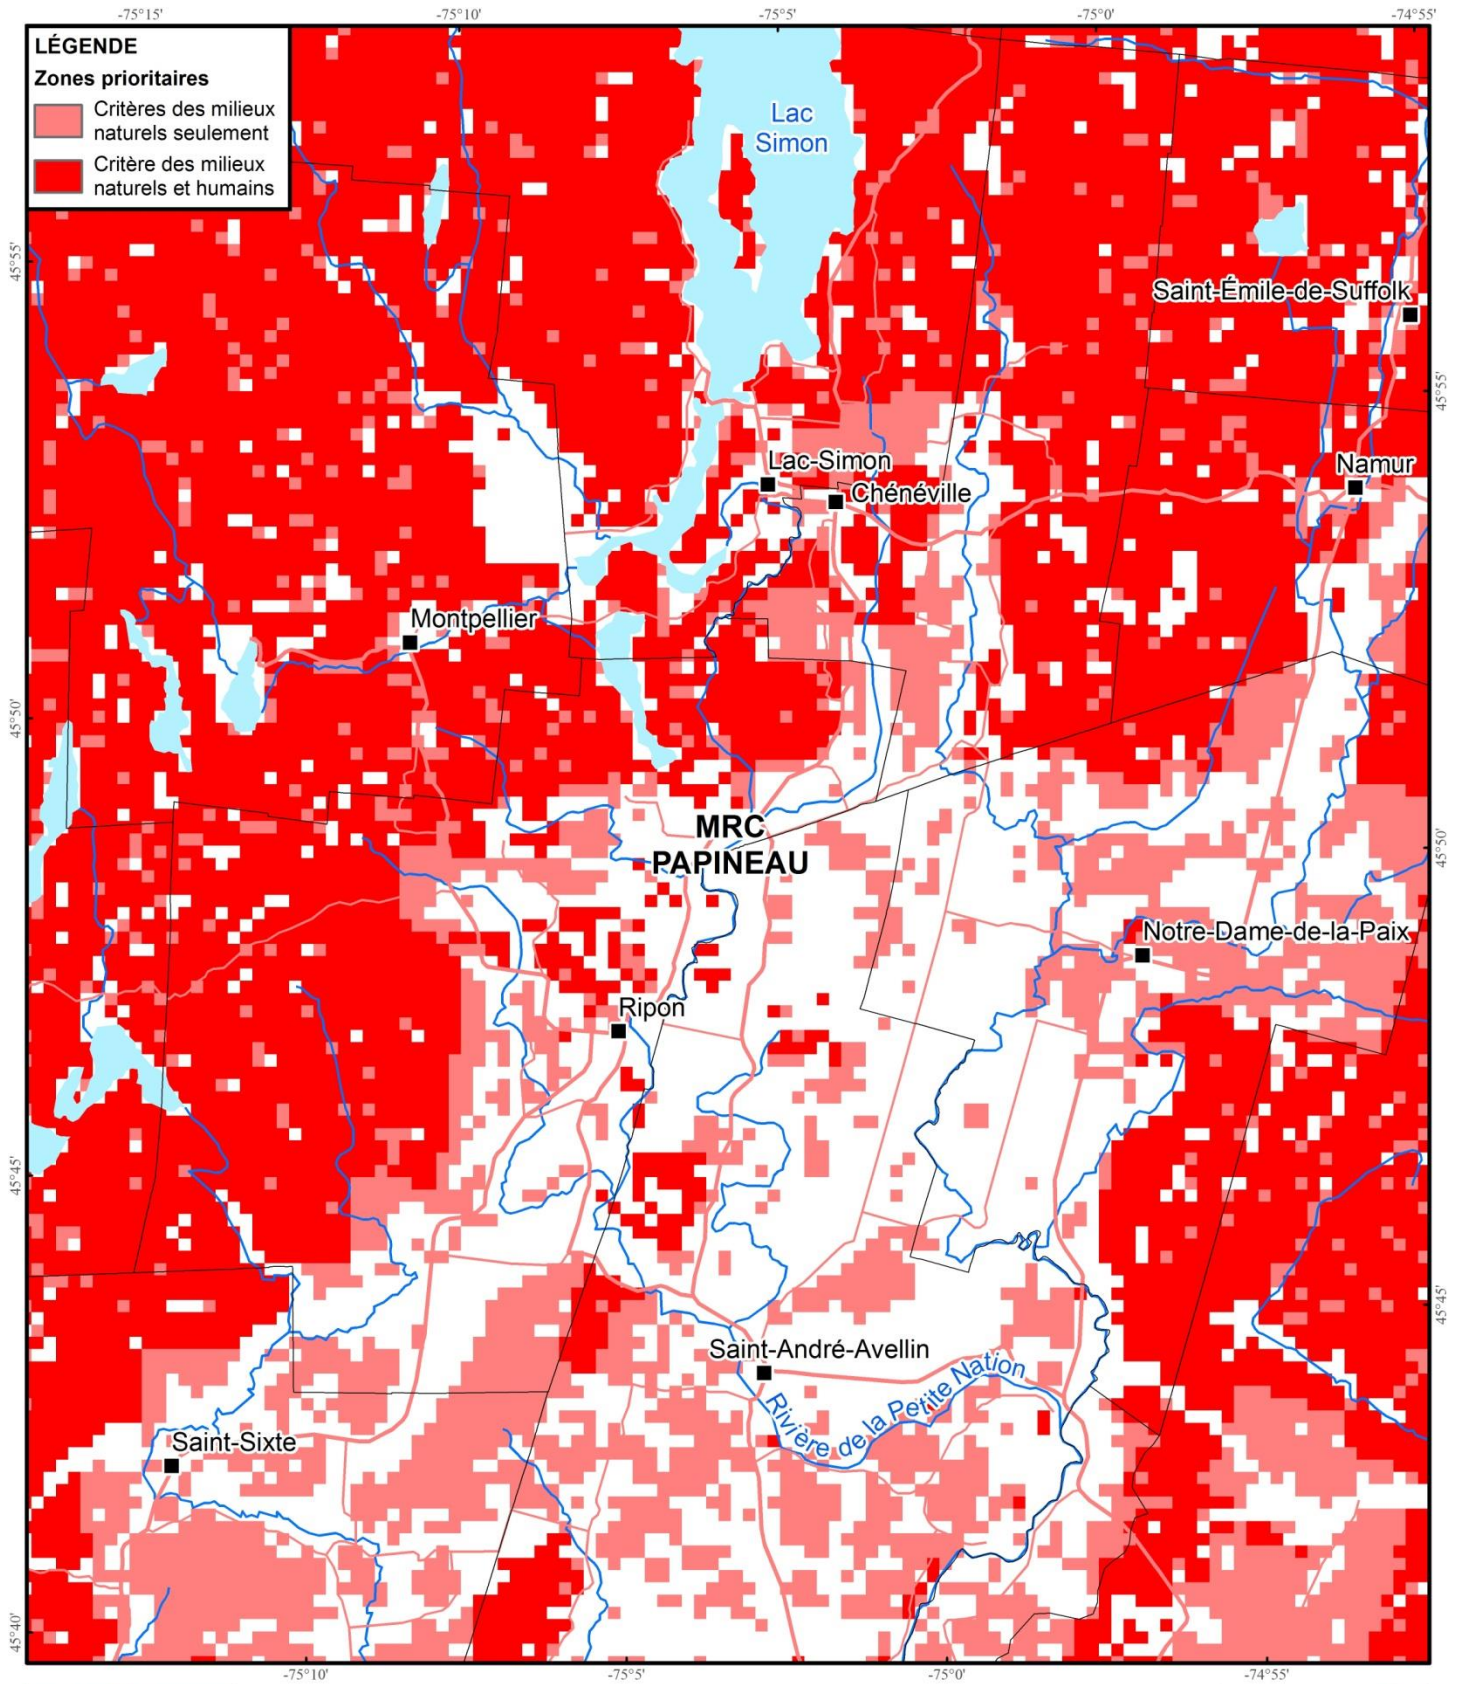 -75°15'
-75°10'
-75°5'
-75°0'
-74°55'
LÉGENDE
Zones prioritaires
Critères des milieux
naturels seulement
Critère des milieux
naturels et humains
Lac
Simon
45°55'
Saint-Émile-de-Suffolk
45°55'
Lac-Simon
Namur
Chénéville
Montpellier
45°50'
MRC
PAPINEAU
45°50'
Notre-Dame-de-la-Paix
Ripon
45°45'
45°45'
Saint-André-Avellin
Rivière de la Petite Nation
Saint-Sixte
45°40'
-75°10'
-75°5'
-75°0'
-74°55'